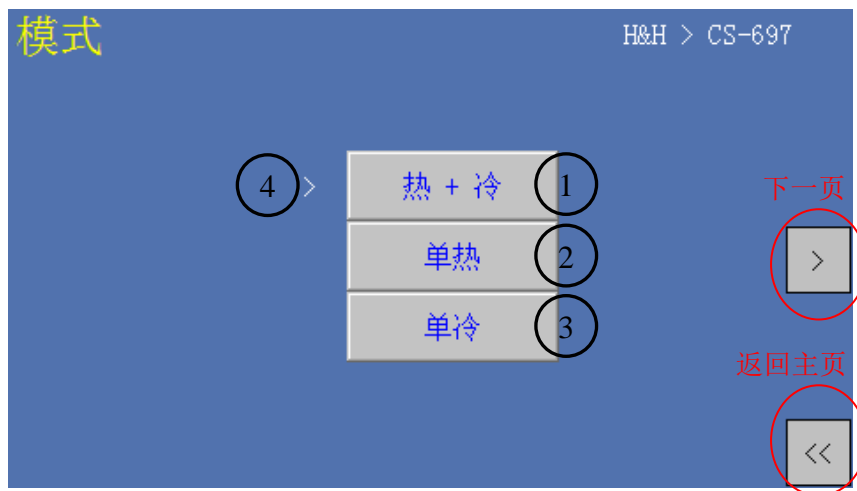 模式
H&H > CS-697
4 > 热 + 冷 1
下一页
单热 2
>
单冷 3
返回主页
<<